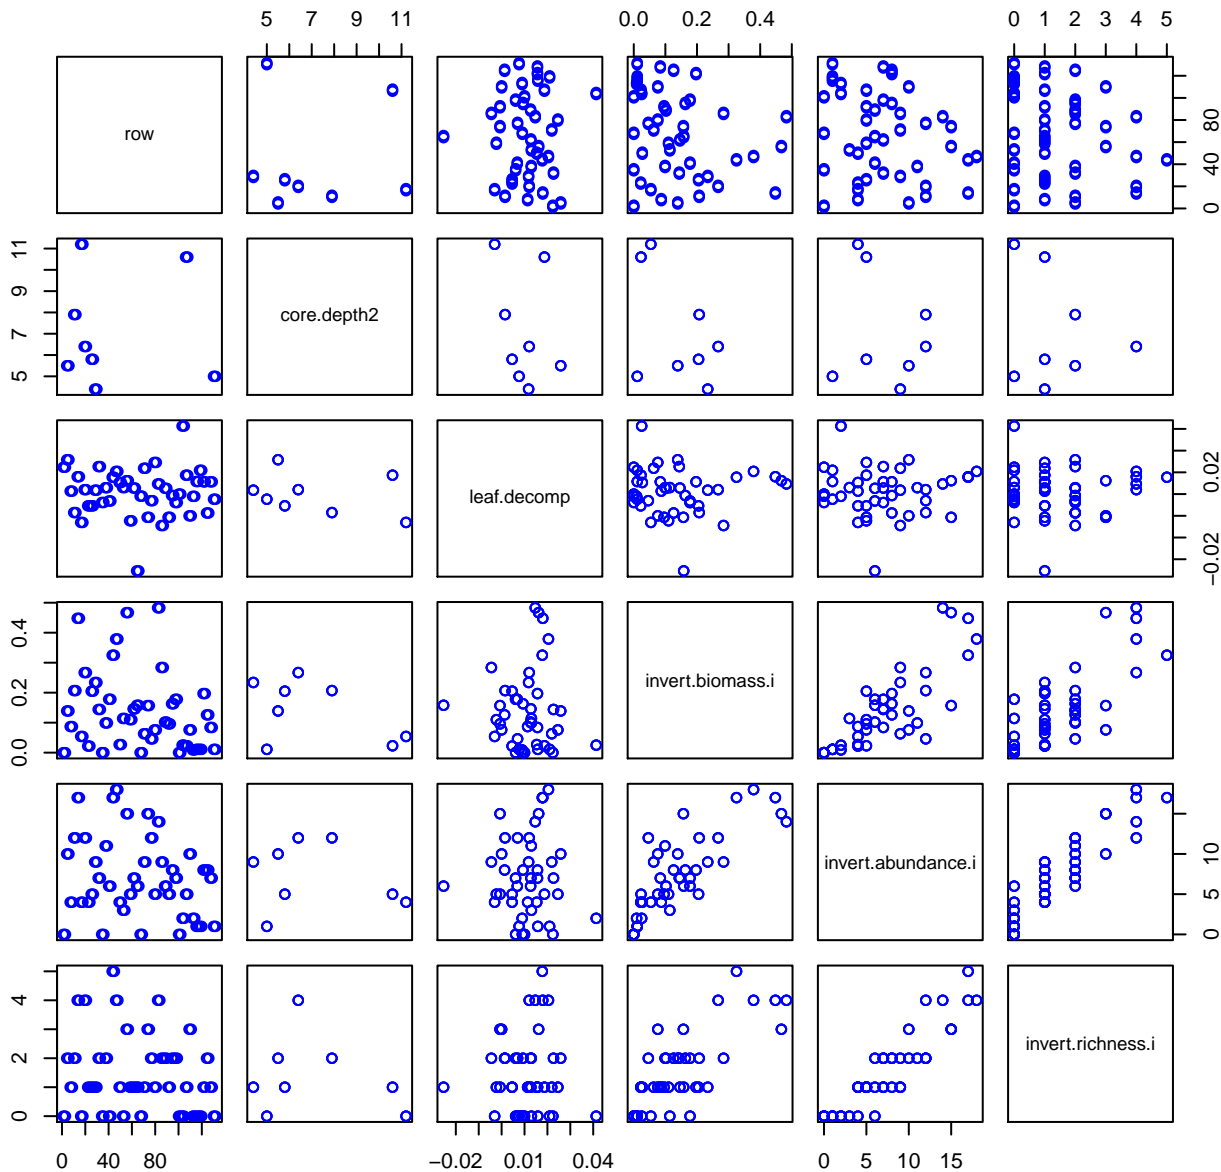 5 7 9 11
0.0 0.2 0.4
0 1 2 3 4 5
row
0 40 80
5 7 9 11
core.depth2
leaf.decomp
−0.02 0.02
0.0 0.2 0.4
invert.biomass.i
invert.abundance.i
0 5 10
0 2 4
invert.richness.i
0 40 80
−0.02 0.01 0.04
0 5 10 15